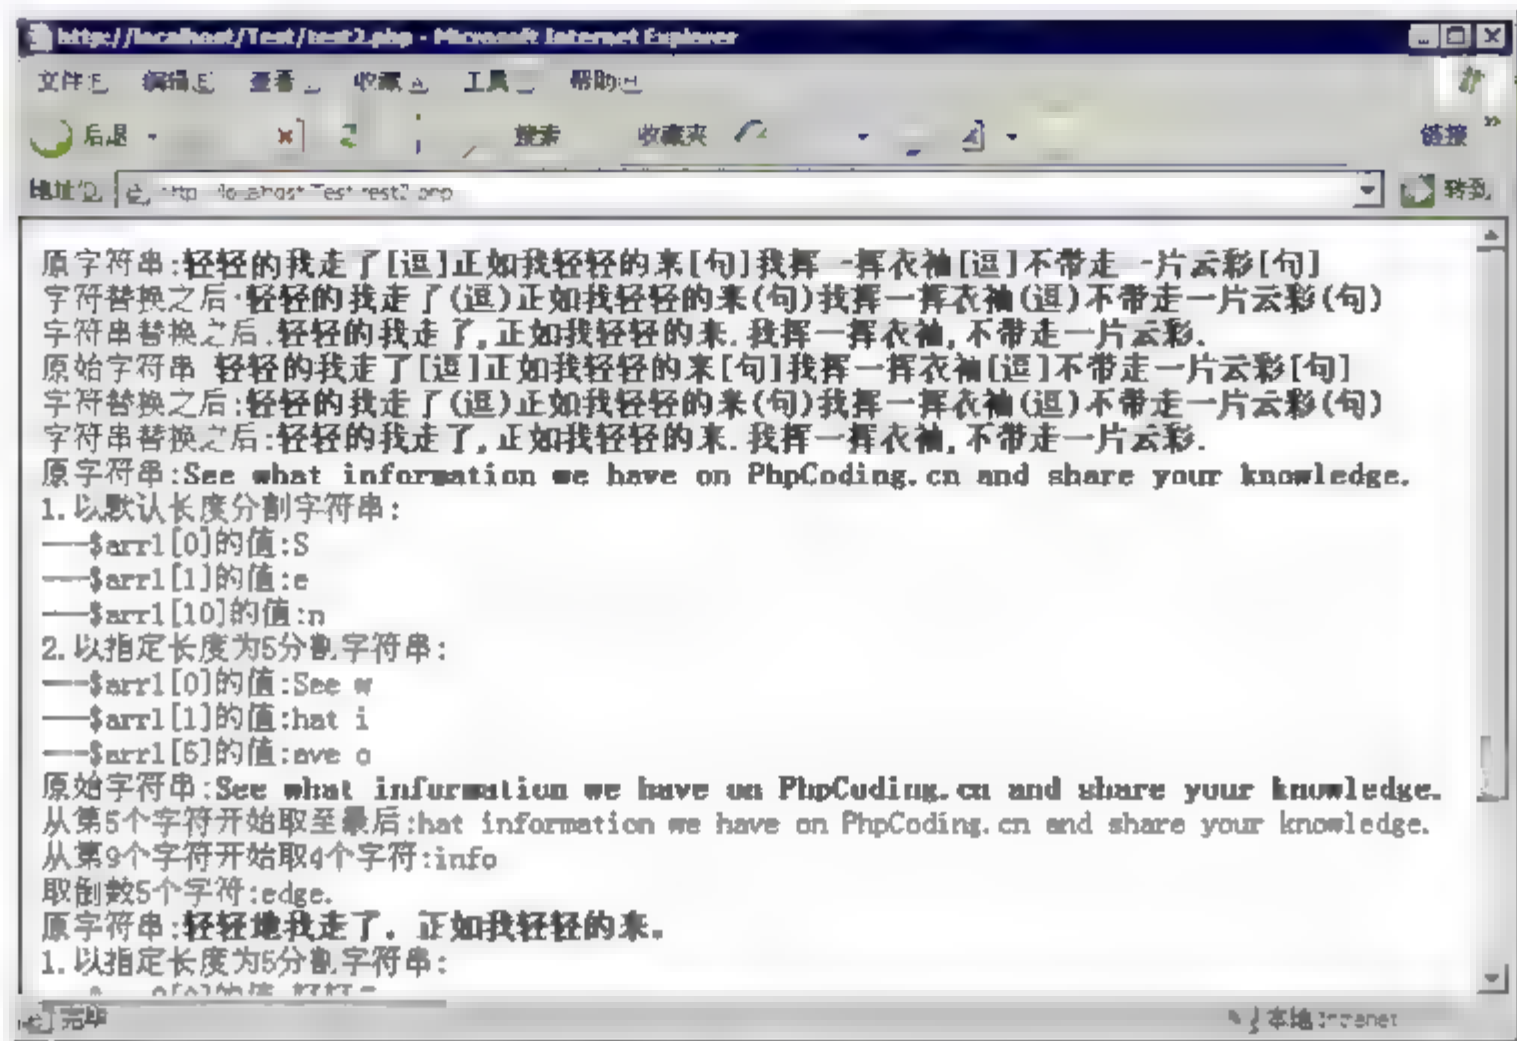 http://localhost/Test/test2.php - Microsoft Internet Explorer
文件 编辑 查看 收藏 工具 帮助
后退 搜索 收藏夹 链接
地址 http://localhost/Test/test2.php 转到
原字符串:轻轻的我走了[逗]正如我轻轻的来[句]我挥一挥衣袖[逗]不带走一片云彩[句]
字符替换之后:轻轻的我走了(逗)正如我轻轻的来(句)我挥一挥衣袖(逗)不带走一片云彩(句)
字符串替换之后:轻轻的我走了,正如我轻轻的来.我挥一挥衣袖,不带走一片云彩.
原始字符串:轻轻的我走了[逗]正如我轻轻的来[句]我挥一挥衣袖[逗]不带走一片云彩[句]
字符替换之后:轻轻的我走了(逗)正如我轻轻的来(句)我挥一挥衣袖(逗)不带走一片云彩(句)
字符串替换之后:轻轻的我走了,正如我轻轻的来.我挥一挥衣袖,不带走一片云彩.
原字符串:See what information we have on PhpCoding.cn and share your knowledge.
1.以默认长度分割字符串:
——$arr1[0]的值:S
——$arr1[1]的值:e
——$arr1[10]的值:n
2.以指定长度为5分割字符串:
——$arr1[0]的值:See w
——$arr1[1]的值:hat i
——$arr1[5]的值:ave o
原始字符串:See what information we have on PhpCoding.cn and share your knowledge.
从第5个字符开始取至最后:hat information we have on PhpCoding.cn and share your knowledge.
从第9个字符开始取4个字符:info
取倒数5个字符:edge.
原字符串:轻轻地我走了。正如我轻轻的来。
1.以指定长度为5分割字符串:
完毕 本地 Intranet